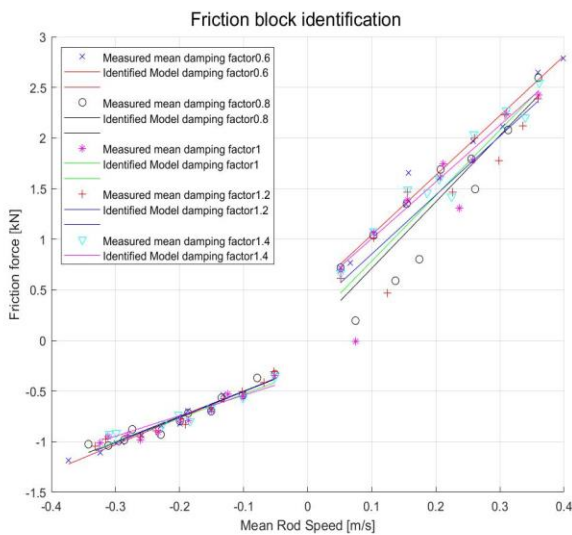 Friction block identification
Friction force [kN]
3
2.5
2
1.5
1
0.5
0
-0.5
-1
-1.5
Measured mean damping factor0.6
Identified Model damping factor0.6
Measured mean damping factor0.8
Identified Model damping factor0.8
Measured mean damping factor1
Identified Model damping factor1
Measured mean damping factor1.2
Identified Model damping factor1.2
Measured mean damping factor1.4
Identified Model damping factor1.4
-0.4 -0.3 -0.2 -0.1 0 0.1 0.2 0.3 0.4
Mean Rod Speed [m/s]